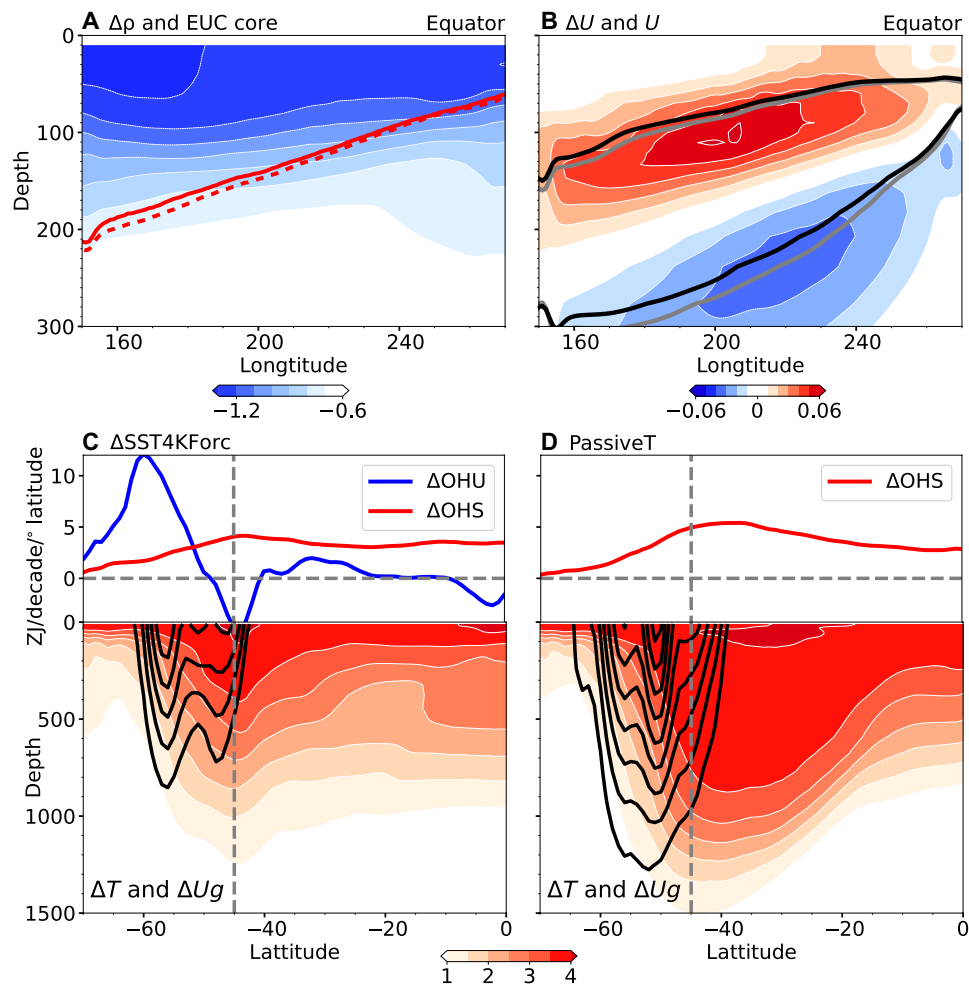 A Δρ and EUC core Equator
B ΔU and U Equator
0
100
200
300
Depth
160 200 240
Longtitude
160 200 240
Longtitude
−1.2 −0.6
−0.06 0 0.06
C ΔSST4KForc
D PassiveT
ZJ/decade/° latitude
10
5
0
ΔOHU
ΔOHS
ΔOHS
Depth
0
500
1000
1500
ΔT and ΔUg
ΔT and ΔUg
−60 −40 −20 0
Lattitude
−60 −40 −20 0
Lattitude
1 2 3 4